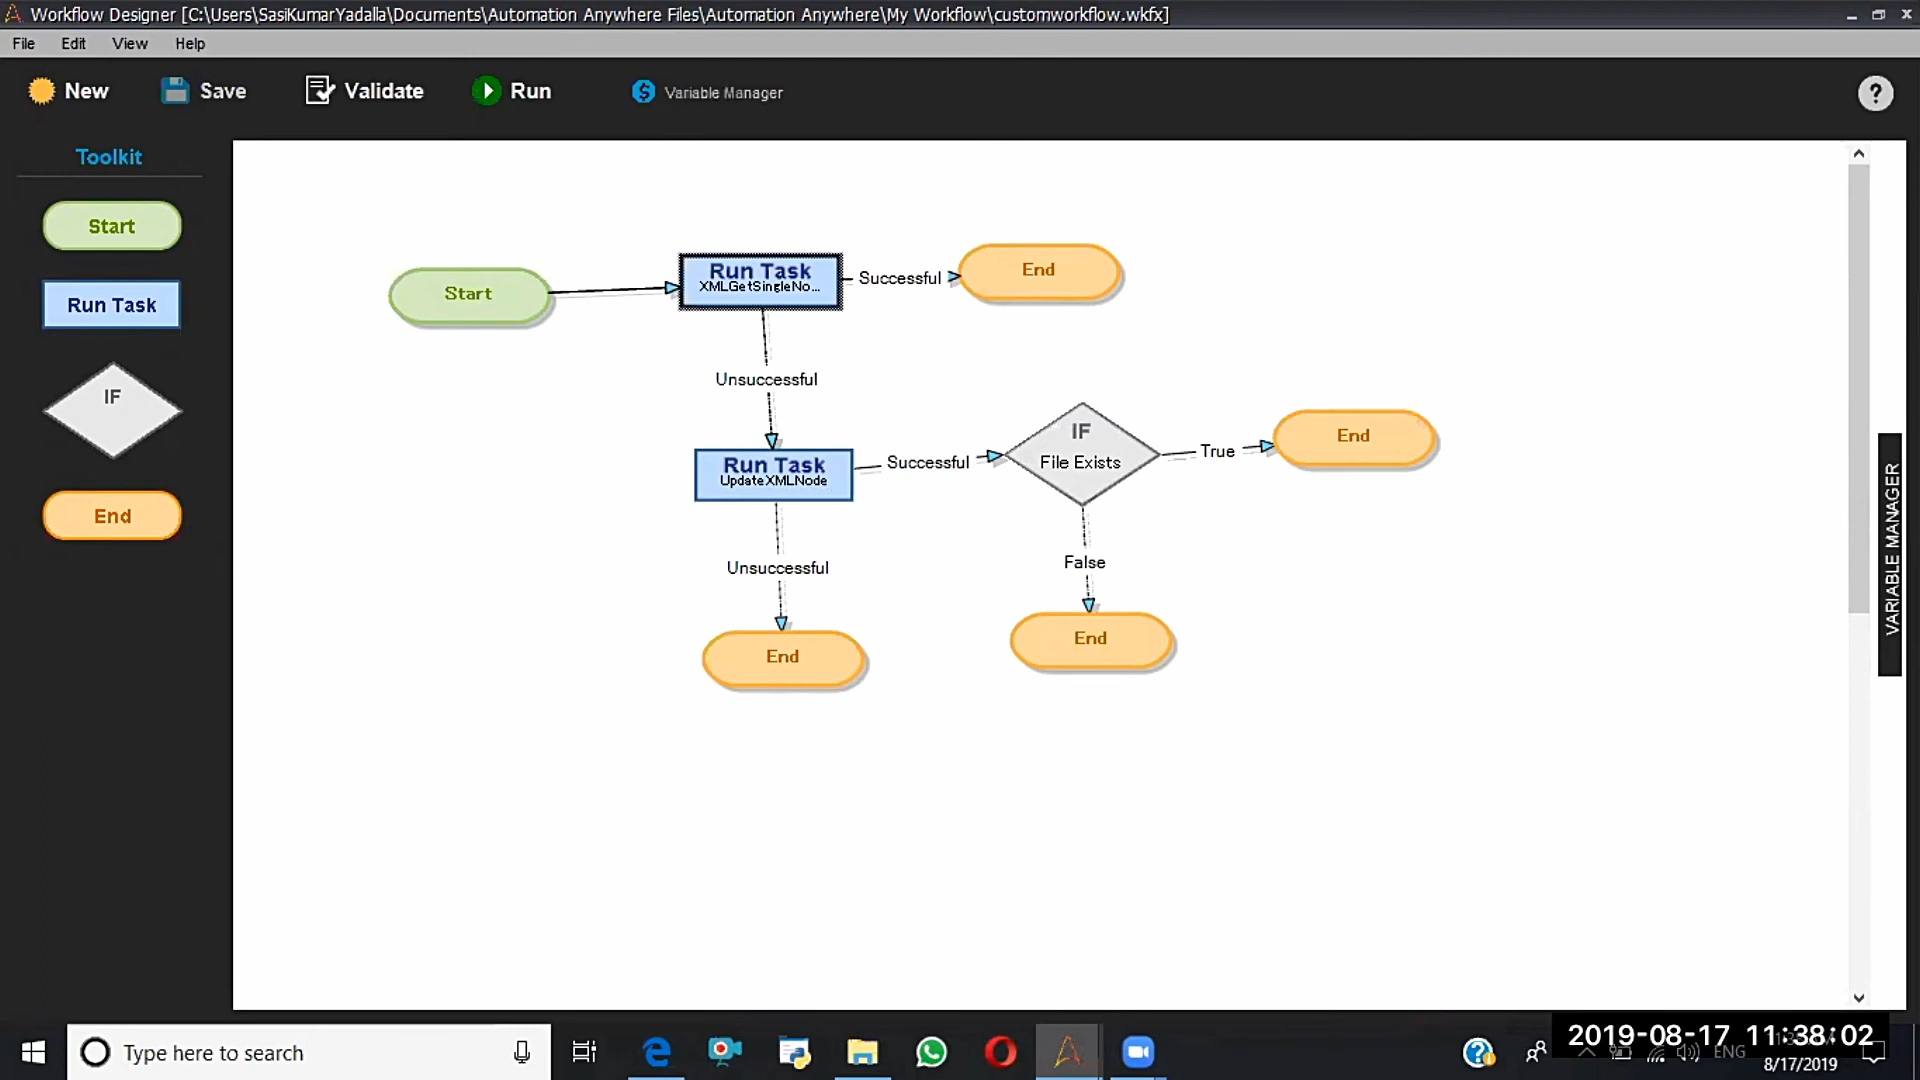 Workflow Designer [C:\Users\SasiKumarYadalla\Documents\Automation Anywhere Files\Automation Anywhere\My Workflow\customworkflow.wkfx]
File Edit View Help
New Save Validate Run Variable Manager ?
Toolkit
Start
Run Task
IF
End
Start
Run Task
XMLGetSingleNo...
Successful
End
Unsuccessful
Run Task
UpdateXMLNode
Successful
IF
File Exists
True
End
Unsuccessful
False
End
End
VARIABLE MANAGER
Type here to search
2019-08-17 11:38:02
ENG
8/17/2019